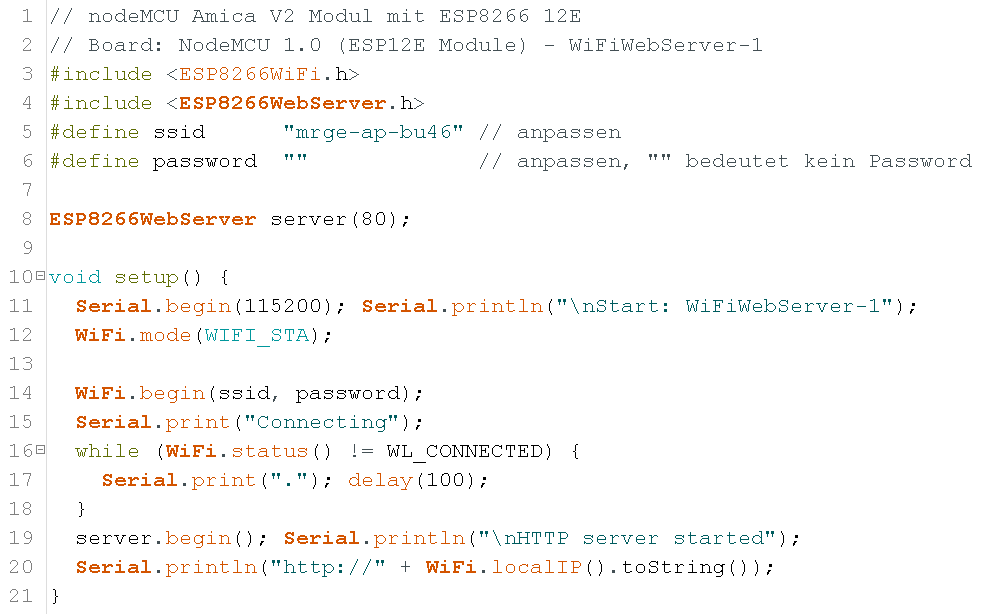 1 // nodeMCU Amica V2 Modul mit ESP8266 12E
2 // Board: NodeMCU 1.0 (ESP12E Module) - WiFiWebServer-1
3 #include <ESP8266WiFi.h>
4 #include <ESP8266WebServer.h>
5 #define ssid      "mrge-ap-bu46" // anpassen
6 #define password  ""             // anpassen, "" bedeutet kein Password
7
8 ESP8266WebServer server(80);
9
10 void setup() {
11   Serial.begin(115200); Serial.println("\nStart: WiFiWebServer-1");
12   WiFi.mode(WIFI_STA);
13
14   WiFi.begin(ssid, password);
15   Serial.print("Connecting");
16   while (WiFi.status() != WL_CONNECTED) {
17     Serial.print("."); delay(100);
18   }
19   server.begin(); Serial.println("\nHTTP server started");
20   Serial.println("http://" + WiFi.localIP().toString());
21 }